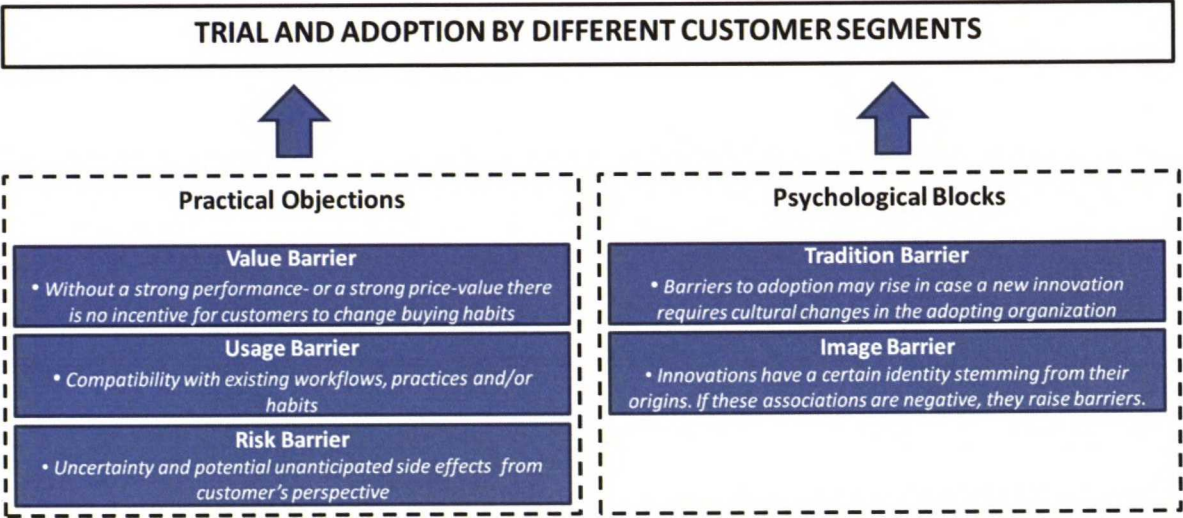 TRIAL AND ADOPTION BY DIFFERENT CUSTOMER SEGMENTS
Practical Objections
Value Barrier
• Without a strong performance- or a strong price-value there
is no incentive for customers to change buying habits
Usage Barrier
• Compatibility with existing workflows, practices and/or
habits
Risk Barrier
• Uncertainty and potential unanticipated side effects from
customer's perspective
Psychological Blocks
Tradition Barrier
• Barriers to adoption may rise in case a new innovation
requires cultural changes in the adopting organization
Image Barrier
• Innovations have a certain identity stemming from their
origins. If these associations are negative, they raise barriers.